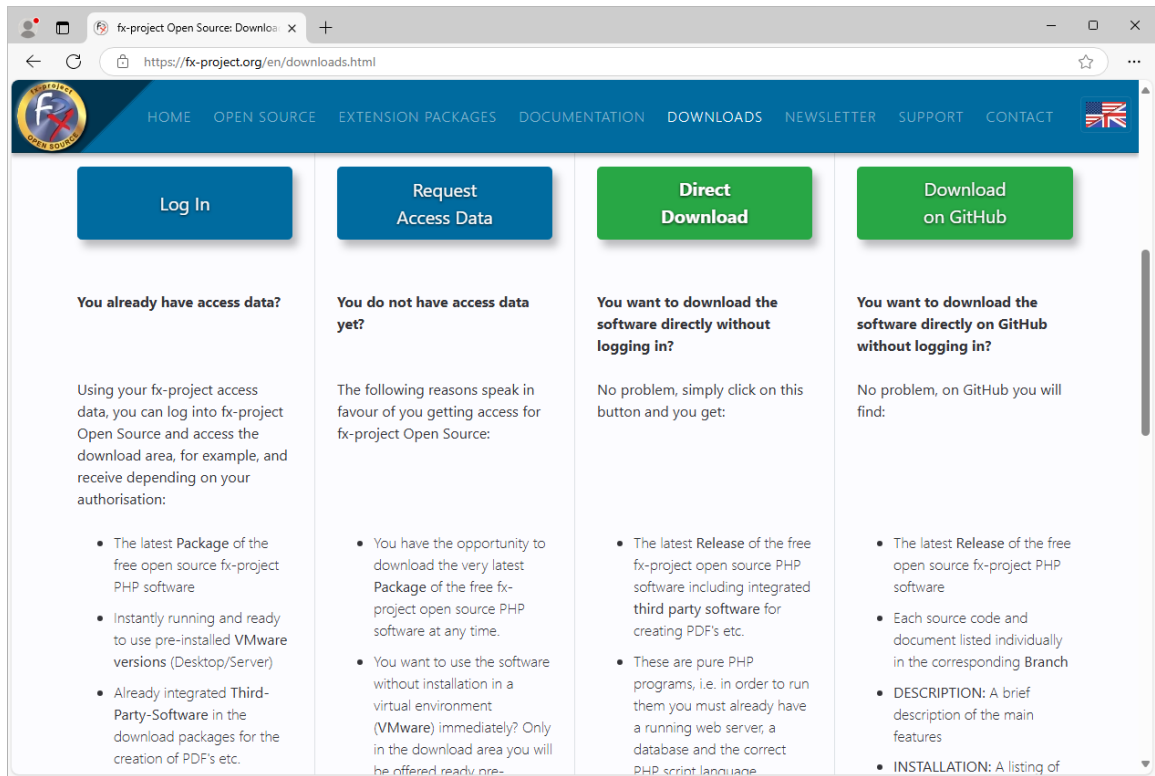 fx-project Open Source: Downloa
https://fx-project.org/en/downloads.html
fx-project
fx
OPEN SOURCE
HOME OPEN SOURCE EXTENSION PACKAGES DOCUMENTATION DOWNLOADS NEWSLETTER SUPPORT CONTACT
Log In
You already have access data?
Using your fx-project access
data, you can log into fx-project
Open Source and access the
download area, for example, and
receive depending on your
authorisation:
• The latest Package of the
free open source fx-project
PHP software
• Instantly running and ready
to use pre-installed VMware
versions (Desktop/Server)
• Already integrated Third-
Party-Software in the
download packages for the
creation of PDF's etc.
Request
Access Data
You do not have access data
yet?
The following reasons speak in
favour of you getting access for
fx-project Open Source:
• You have the opportunity to
download the very latest
Package of the free fx-
project open source PHP
software at any time.
• You want to use the software
without installation in a
virtual environment
(VMware) immediately? Only
in the download area you will
be offered ready pre-
Direct
Download
You want to download the
software directly without
logging in?
No problem, simply click on this
button and you get:
• The latest Release of the free
fx-project open source PHP
software including integrated
third party software for
creating PDF's etc.
• These are pure PHP
programs, i.e. in order to run
them you must already have
a running web server, a
database and the correct
PHP script language
Download
on GitHub
You want to download the
software directly on GitHub
without logging in?
No problem, on GitHub you will
find:
• The latest Release of the free
open source fx-project PHP
software
• Each source code and
document listed individually
in the corresponding Branch
• DESCRIPTION: A brief
description of the main
features
• INSTALLATION: A listing of